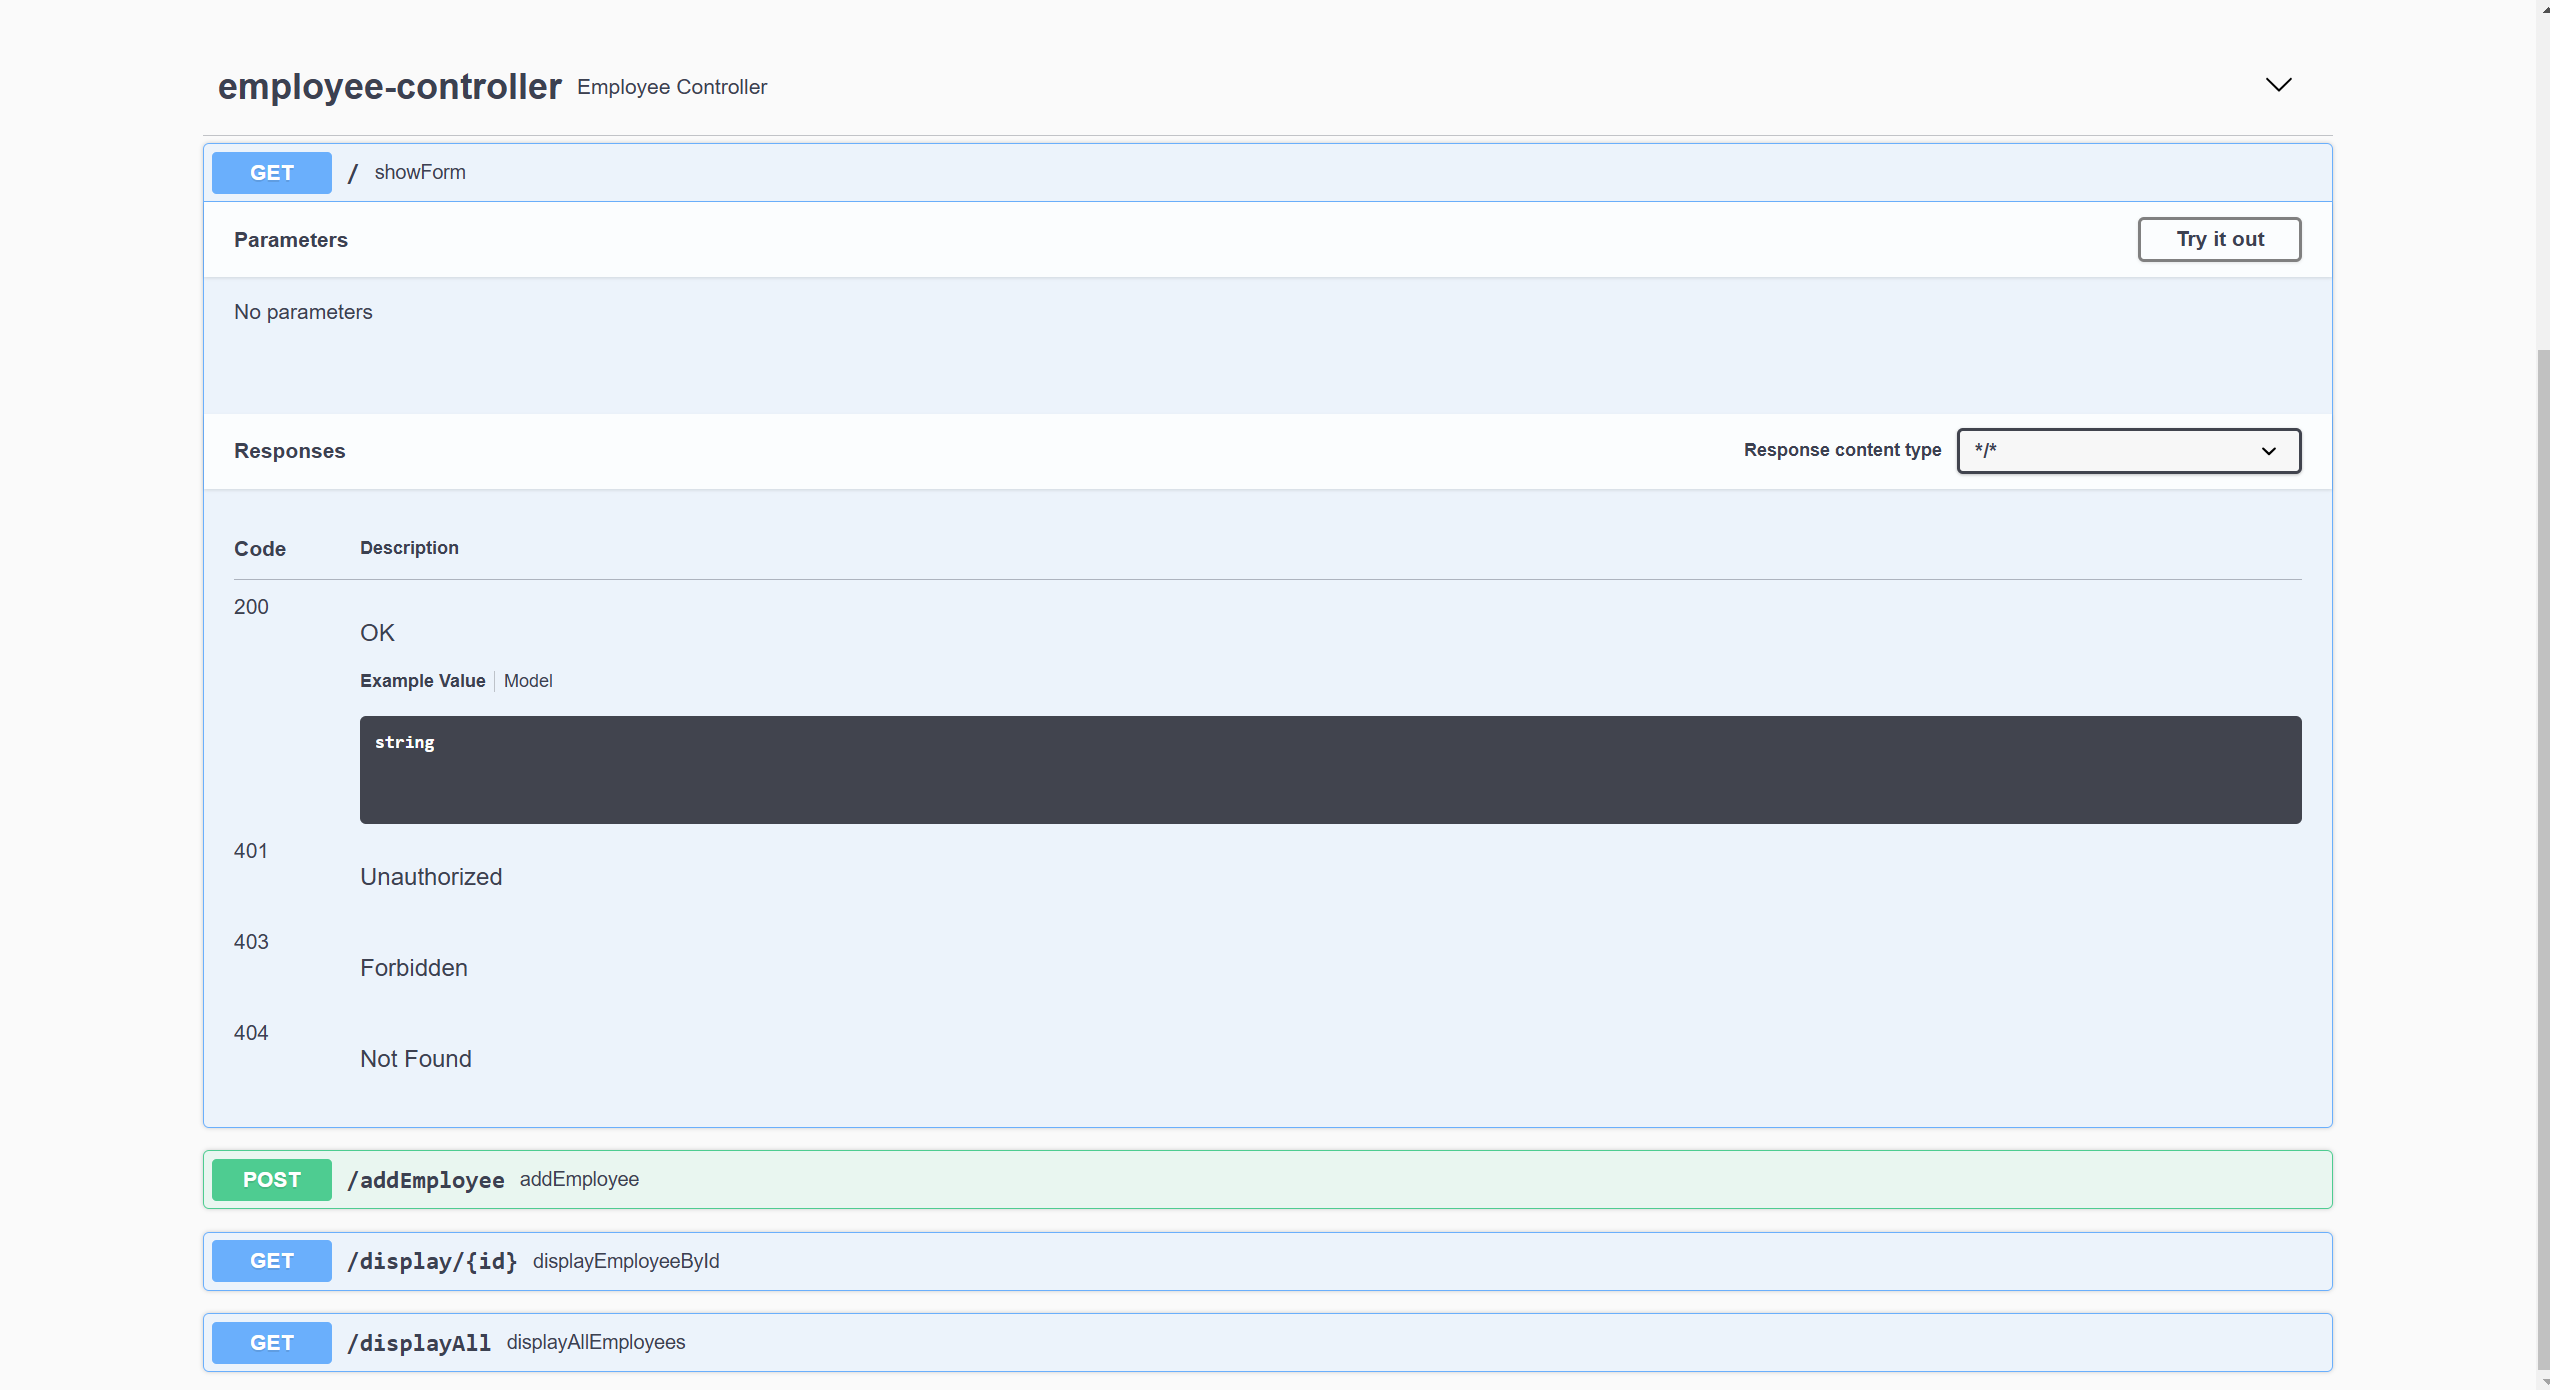 employee-controller Employee Controller
GET / showForm
Parameters Try it out
No parameters
Responses Response content type */*
Code Description
200
OK
Example Value Model
string
401
Unauthorized
403
Forbidden
404
Not Found
POST /addEmployee addEmployee
GET /display/{id} displayEmployeeById
GET /displayAll displayAllEmployees